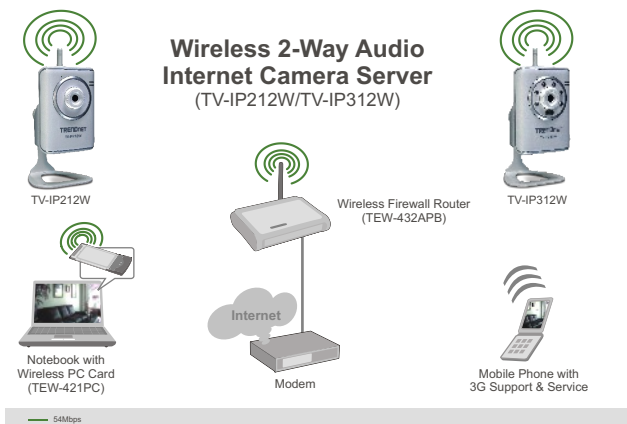 Wireless 2-Way Audio
Internet Camera Server
(TV-IP212W/TV-IP312W)
TRENDNET
TV-IP212W
TV-IP312W
Wireless Firewall Router
(TEW-432APB)
Internet
Notebook with
Wireless PC Card
(TEW-421PC)
Modem
Mobile Phone with
3G Support & Service
54Mbps